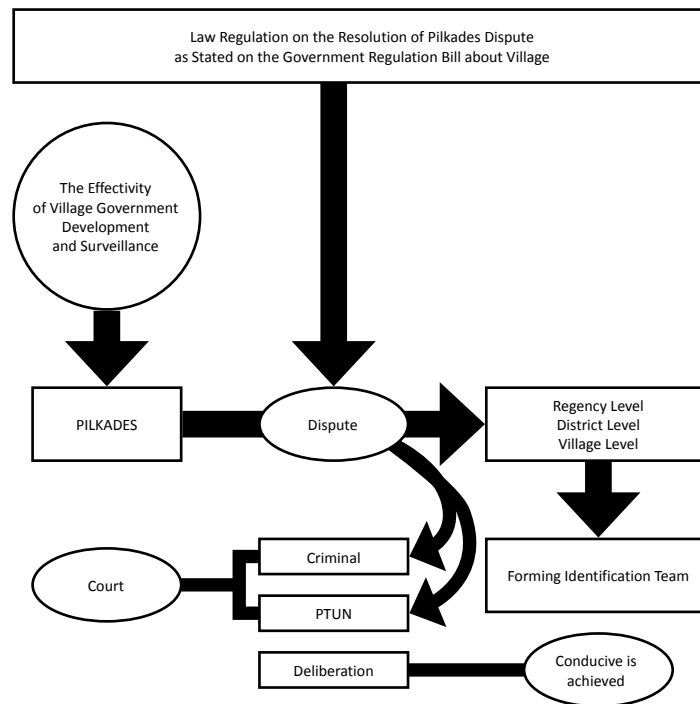 Law Regulation on the Resolution of Pilkades Dispute
as Stated on the Government Regulation Bill about Village
The Effectivity
of Village Government
Development
and Surveillance
PILKADES
Dispute
Regency Level
District Level
Village Level
Court
Criminal
PTUN
Deliberation
Forming Identification Team
Conducive is
achieved